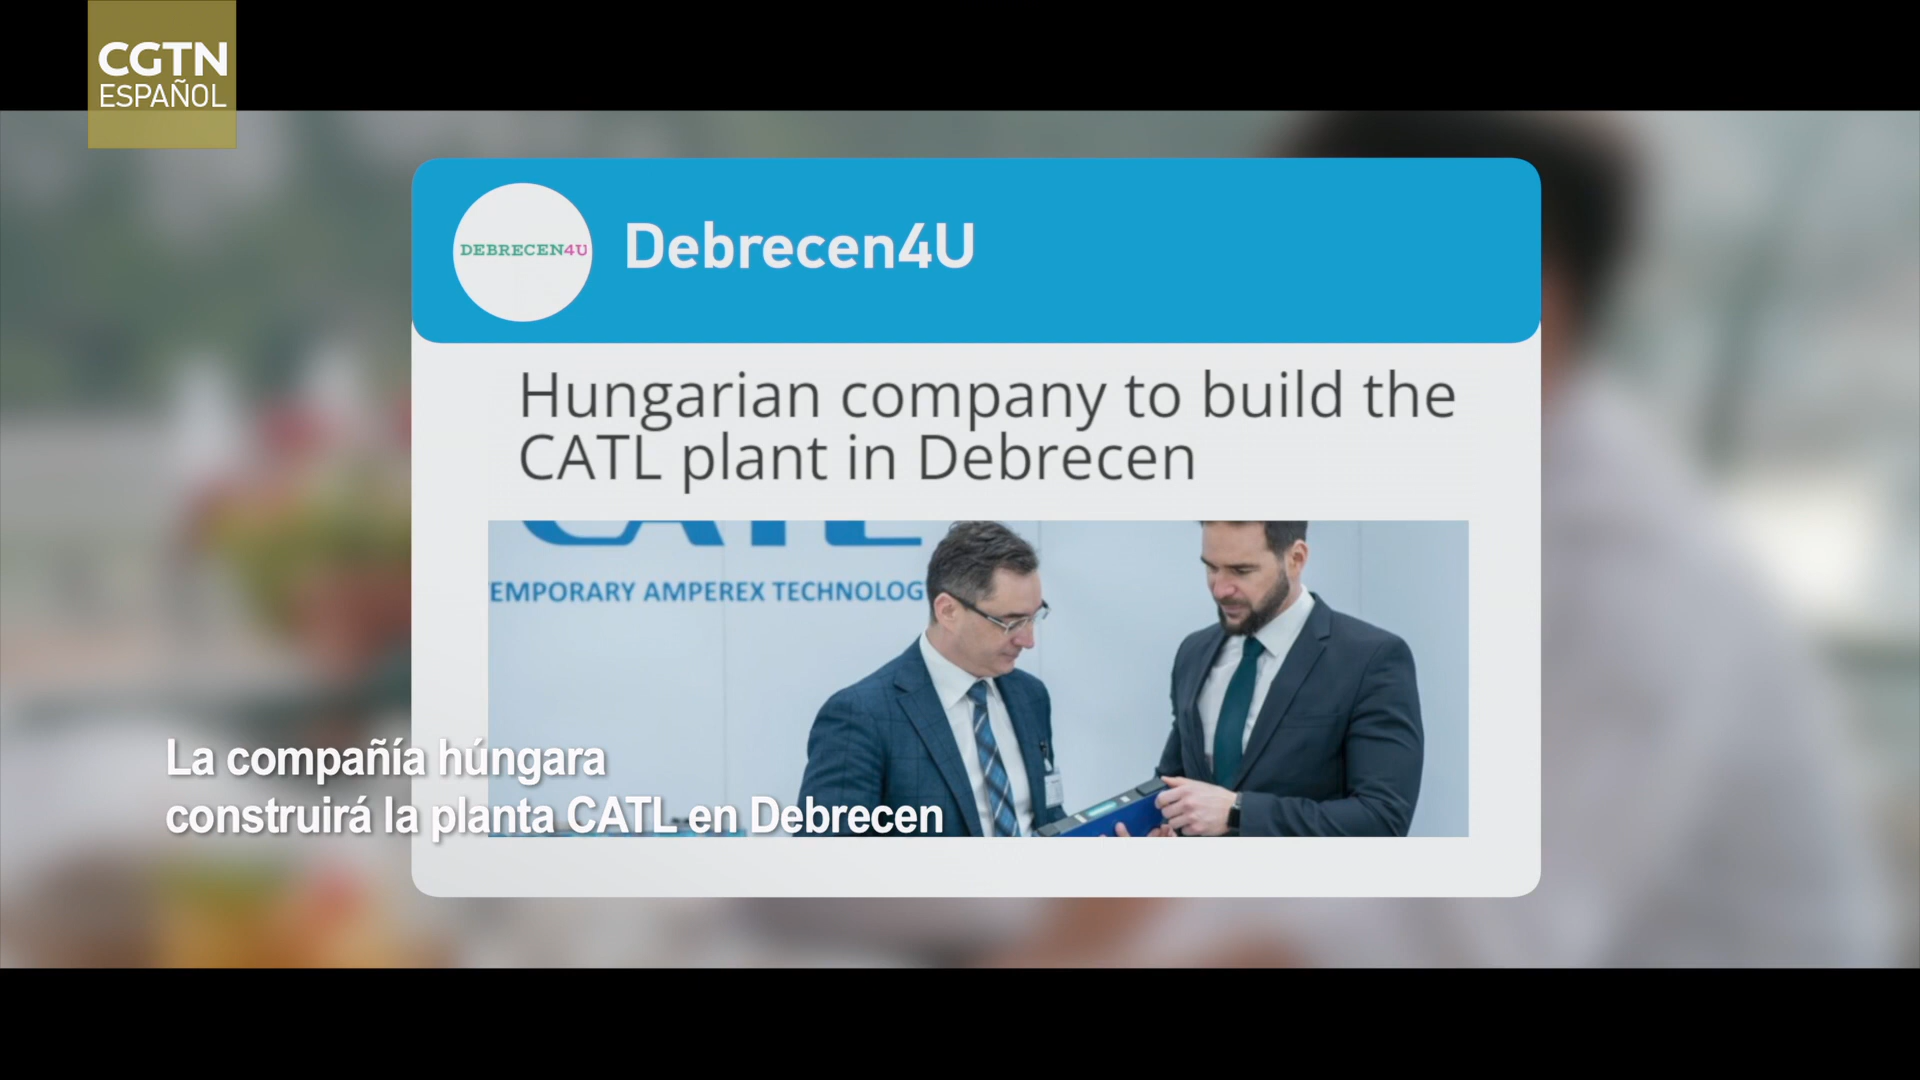 CGTN
ESPAÑOL
DEBRECEN4U
Debrecen4U
Hungarian company to build the
CATL plant in Debrecen
CATL
EMPORARY AMPEREX TECHNOLOG
La compañía húngara
construirá la planta CATL en Debrecen